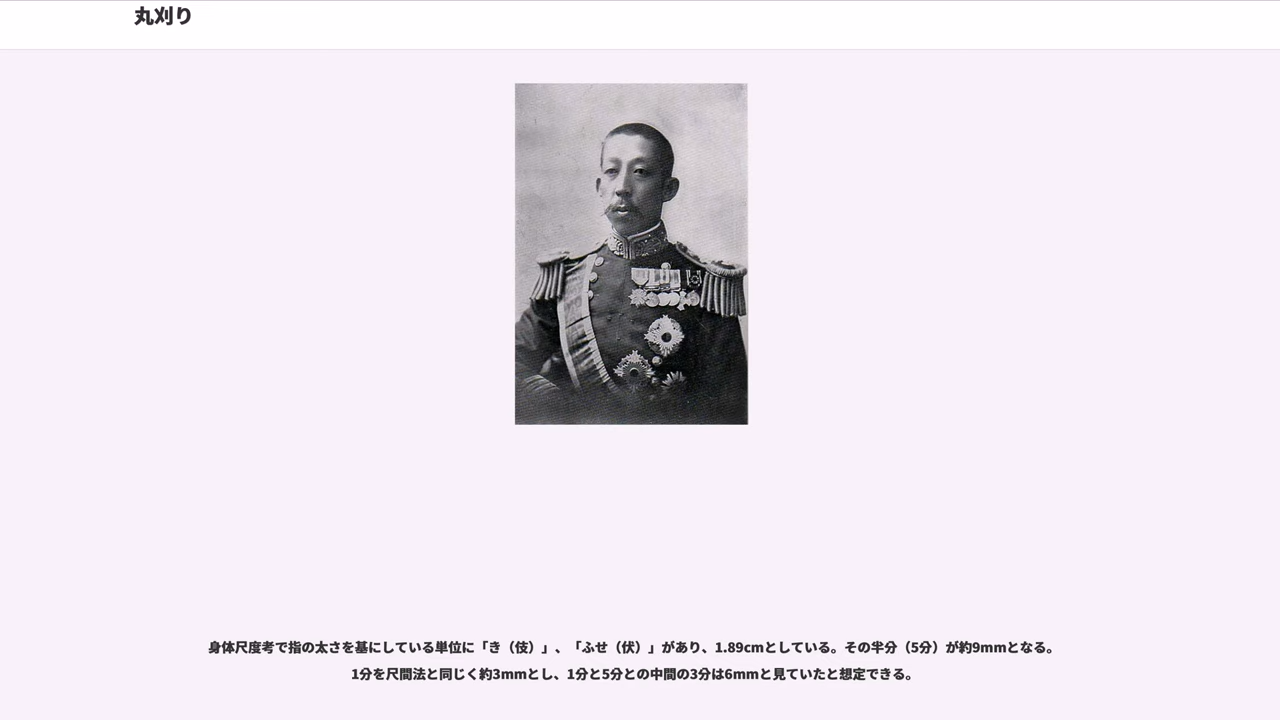 丸刈り
身体尺度考で指の太さを基にしている単位に「き（伎）」、「ふせ（伏）」があり、1.89cmとしている。その半分（5分）が約9mmとなる。
1分を尺間法と同じく約3mmとし、1分と5分との中間の3分は6mmと見ていたと想定できる。